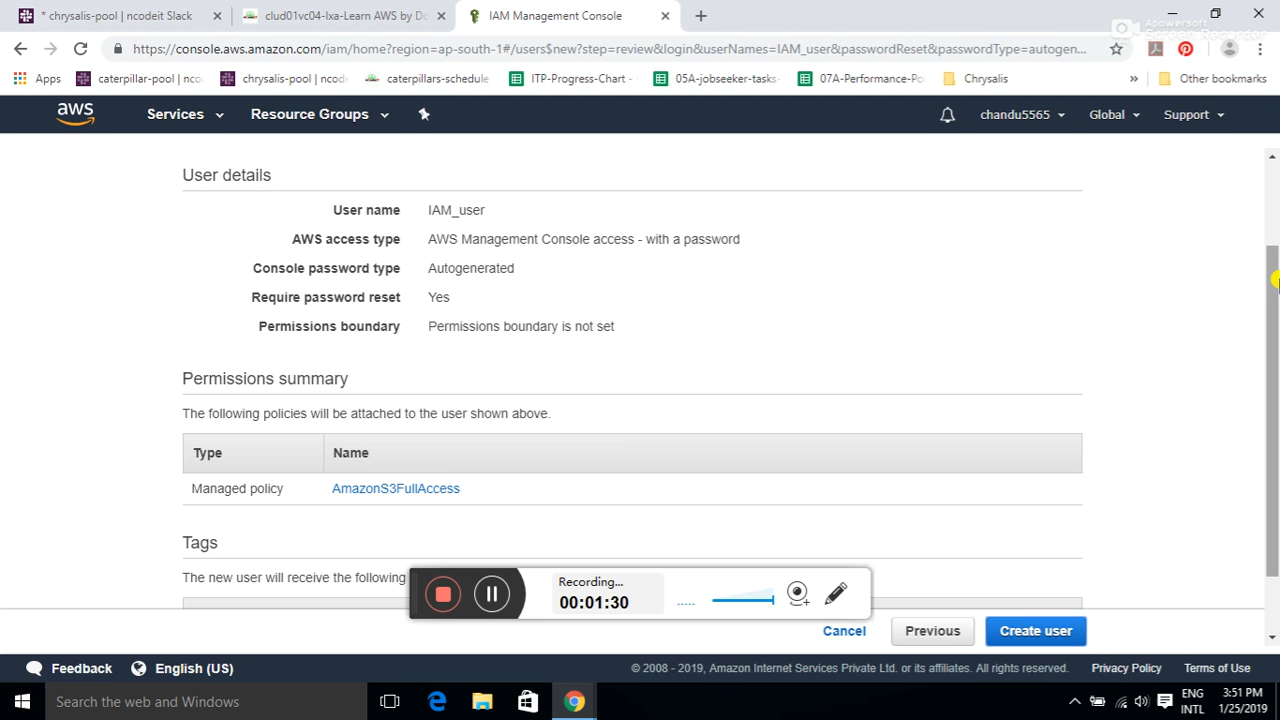 * chrysalis-pool | ncodeit Slack
clud01vc04-lxa-Learn AWS by Do
IAM Management Console
Apowersoft
Screen Recorder
https://console.aws.amazon.com/iam/home?region=ap-south-1#/users$new?step=review&login&userNames=IAM_user&passwordReset&passwordType=autogen...
Apps
caterpillar-pool | nco
chrysalis-pool | ncode
caterpillars-schedule
ITP-Progress-Chart -
05A-jobseeker-tasks
07A-Performance-Po
Chrysalis
»
Other bookmarks
aws
Services
Resource Groups
chandu5565
Global
Support
User details
User name IAM_user
AWS access type AWS Management Console access - with a password
Console password type Autogenerated
Require password reset Yes
Permissions boundary Permissions boundary is not set
Permissions summary
The following policies will be attached to the user shown above.
Type Name
Managed policy AmazonS3FullAccess
Tags
The new user will receive the following
Recording...
00:01:30
Cancel
Previous
Create user
Feedback
English (US)
© 2008 - 2019, Amazon Internet Services Private Ltd. or its affiliates. All rights reserved.
Privacy Policy
Terms of Use
Search the web and Windows
ENG
INTL
3:51 PM
1/25/2019